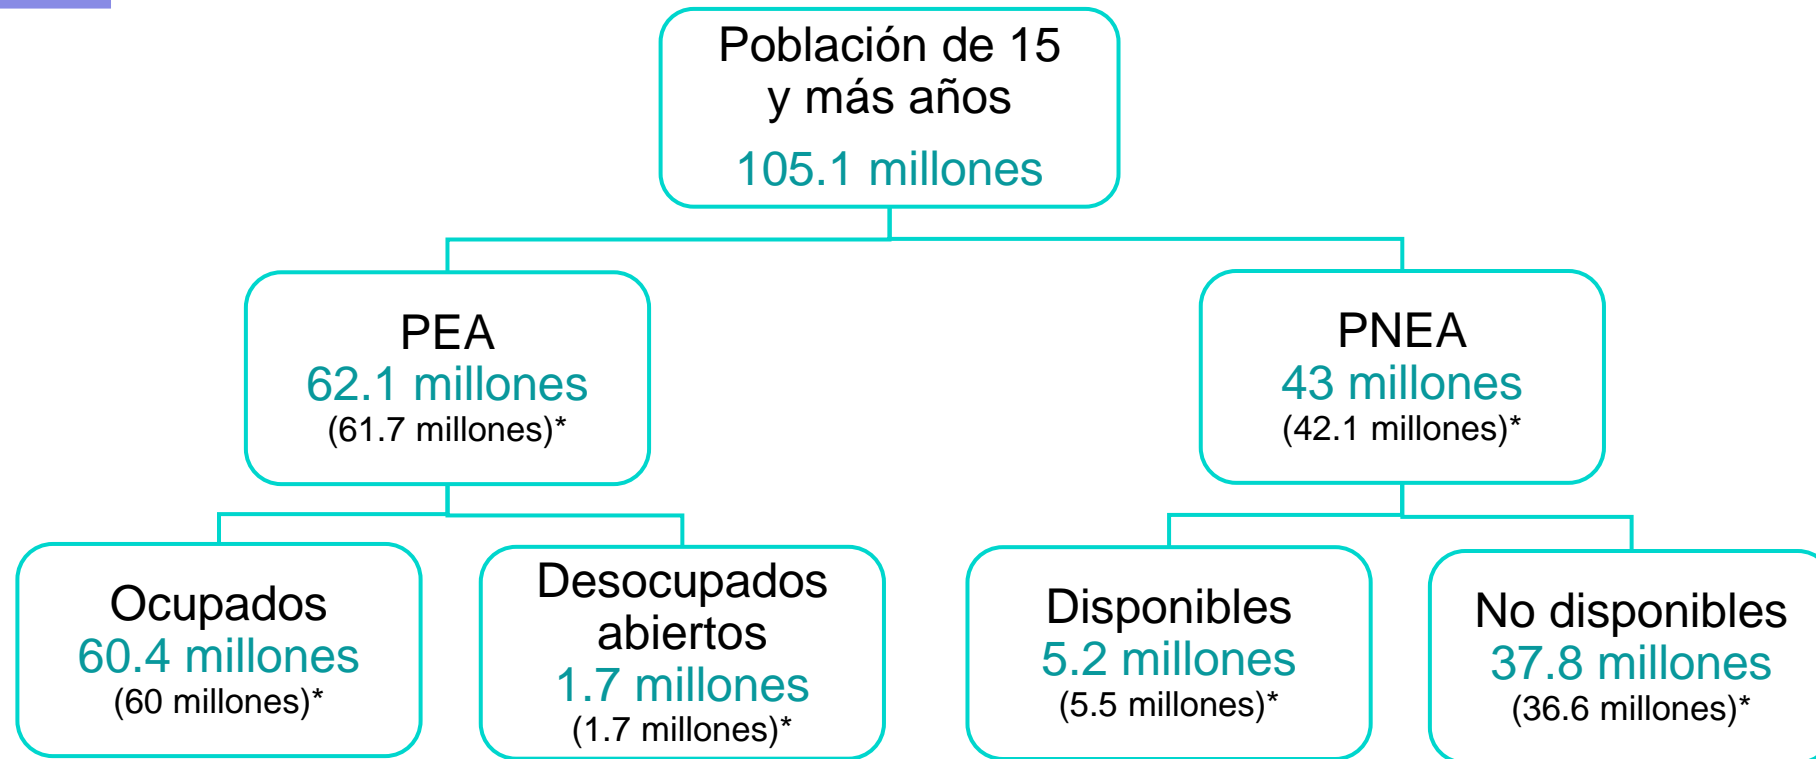 Población de 15
y más años
105.1 millones
PEA
62.1 millones
(61.7 millones)*
PNEA
43 millones
(42.1 millones)*
Ocupados
60.4 millones
(60 millones)*
Desocupados
abiertos
1.7 millones
(1.7 millones)*
Disponibles
5.2 millones
(5.5 millones)*
No disponibles
37.8 millones
(36.6 millones)*